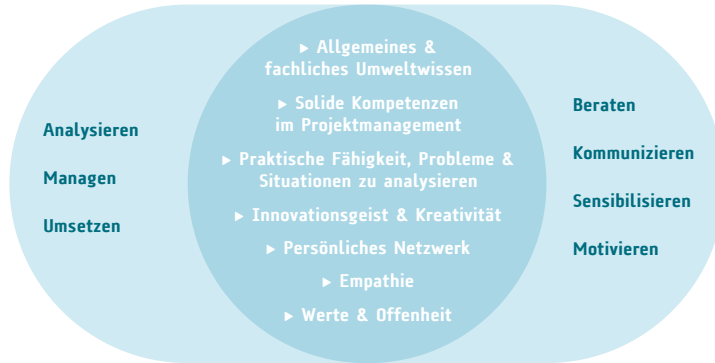 Analysieren
Managen
Umsetzen
▶ Allgemeines &
fachliches Umweltwissen
▶ Solide Kompetenzen
im Projektmanagement
▶ Praktische Fähigkeit, Probleme &
Situationen zu analysieren
▶ Innovationsgeist & Kreativität
▶ Persönliches Netzwerk
▶ Empathie
▶ Werte & Offenheit
Beraten
Kommunizieren
Sensibilisieren
Motivieren